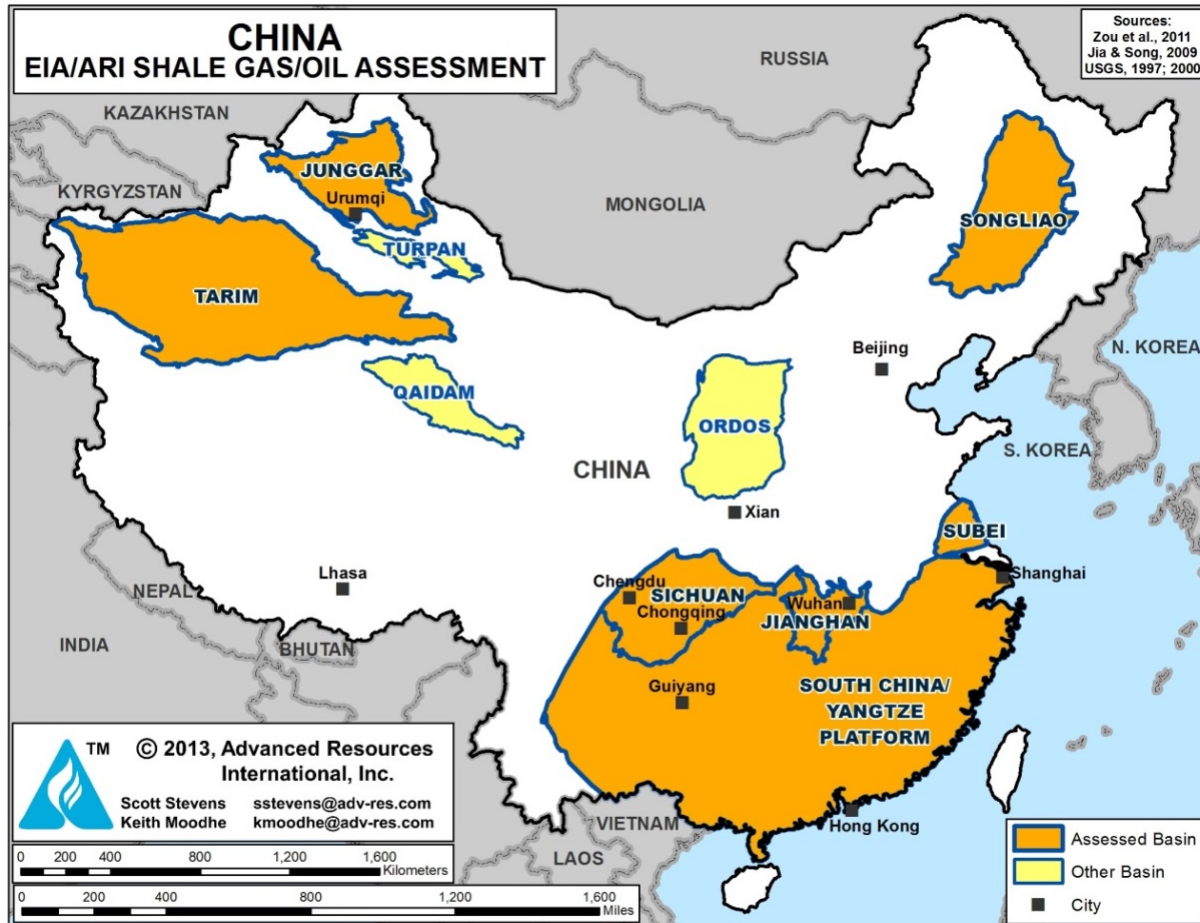 CHINA
EIA/ARI SHALE GAS/OIL ASSESSMENT
Sources:
Zou et al., 2011
Jia & Song, 2009
USGS, 1997; 2000
RUSSIA
KAZAKHSTAN
JUNGGAR
KYRGYZSTAN
Urumqi
MONGOLIA
SONGLIAO
TURPAN
TARIM
Beijing
N. KOREA
QAIDAM
ORDOS
S. KOREA
CHINA
Xian
SUBEI
Lhasa
Chengdu
SICHUAN
Shanghai
NEPAL
Wuhan
Chongqing
JIANGHAN
INDIA
BHUTAN
Guiyang
SOUTH CHINA/
YANGTZE
PLATFORM
TM
© 2013, Advanced Resources
International, Inc.
Scott Stevens sstevens@adv-res.com
Keith Moodhe kmoodhe@adv-res.com
VIETNAM
Hong Kong
LAOS
0 200 400 800 1,200 1,600
Kilometers
0 200 400 800 1,200 1,600
Miles
Assessed Basin
Other Basin
City